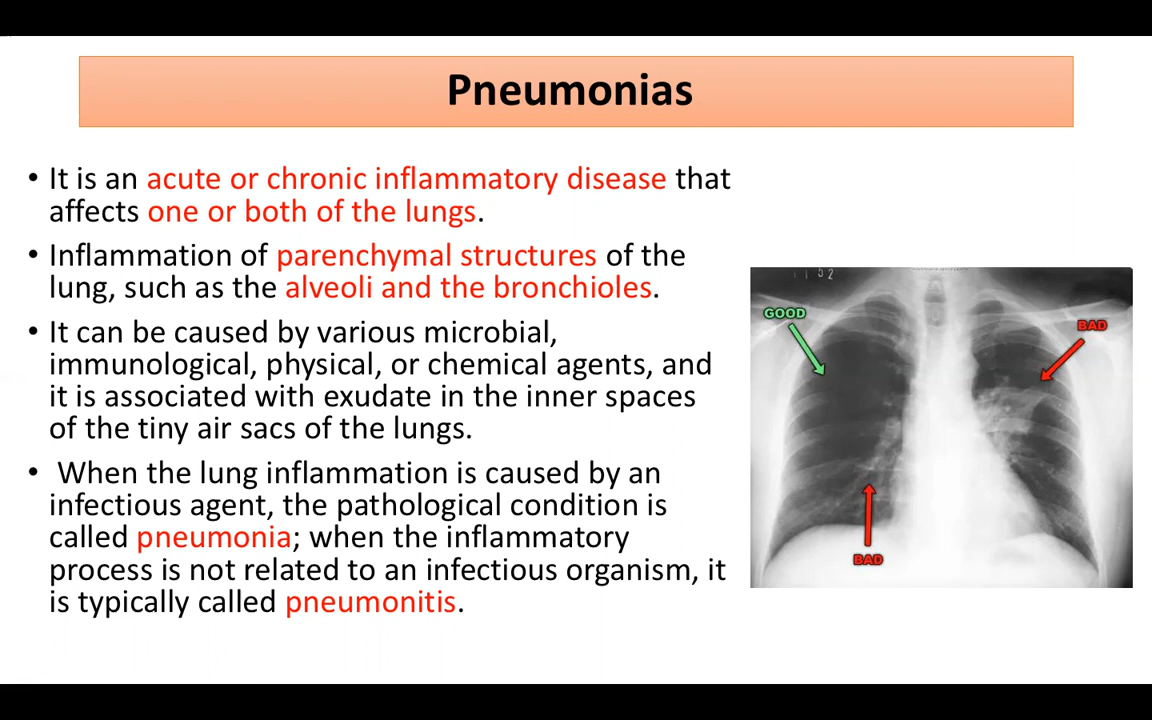 Pneumonias
• It is an acute or chronic inflammatory disease that
affects one or both of the lungs.
• Inflammation of parenchymal structures of the
lung, such as the alveoli and the bronchioles.
• It can be caused by various microbial,
immunological, physical, or chemical agents, and
it is associated with exudate in the inner spaces
of the tiny air sacs of the lungs.
• When the lung inflammation is caused by an
infectious agent, the pathological condition is
called pneumonia; when the inflammatory
process is not related to an infectious organism, it
is typically called pneumonitis.
GOOD
BAD
BAD